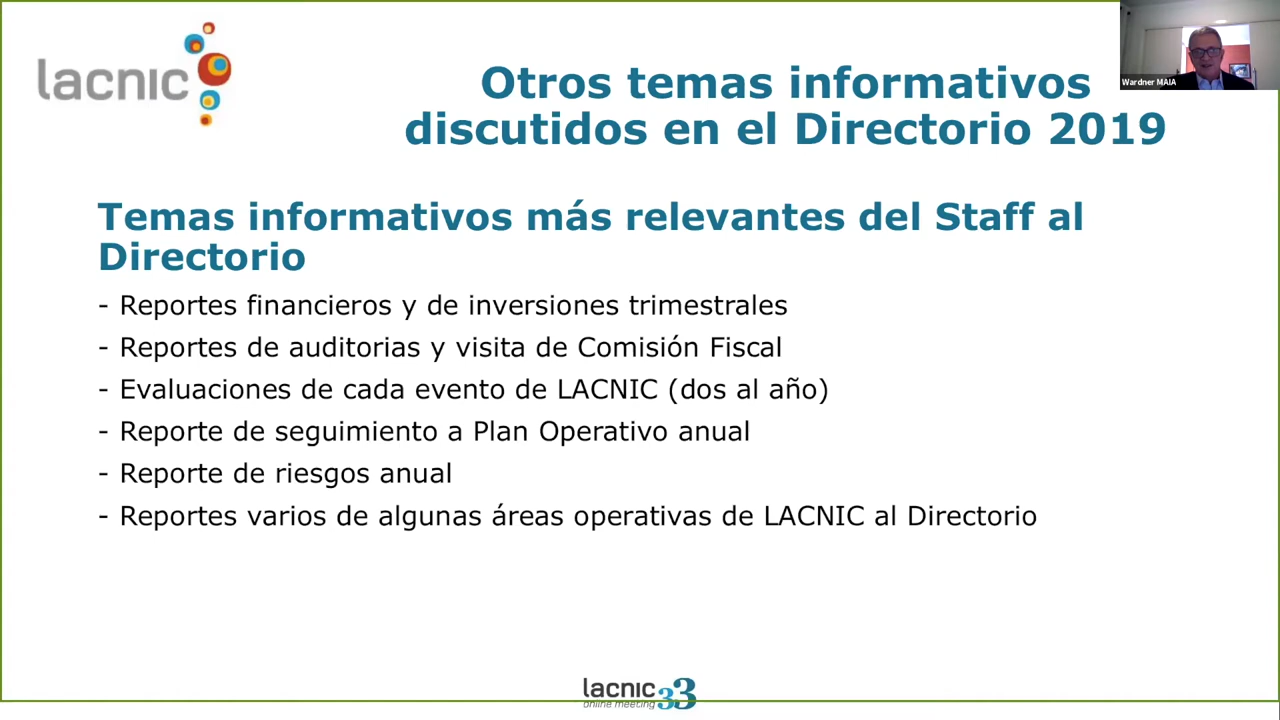 lacnic
Wardner MAIA
Otros temas informativos
discutidos en el Directorio 2019
Temas informativos más relevantes del Staff al
Directorio
- Reportes financieros y de inversiones trimestrales
- Reportes de auditorias y visita de Comisión Fiscal
- Evaluaciones de cada evento de LACNIC (dos al año)
- Reporte de seguimiento a Plan Operativo anual
- Reporte de riesgos anual
- Reportes varios de algunas áreas operativas de LACNIC al Directorio
lacnic 33
online meeting